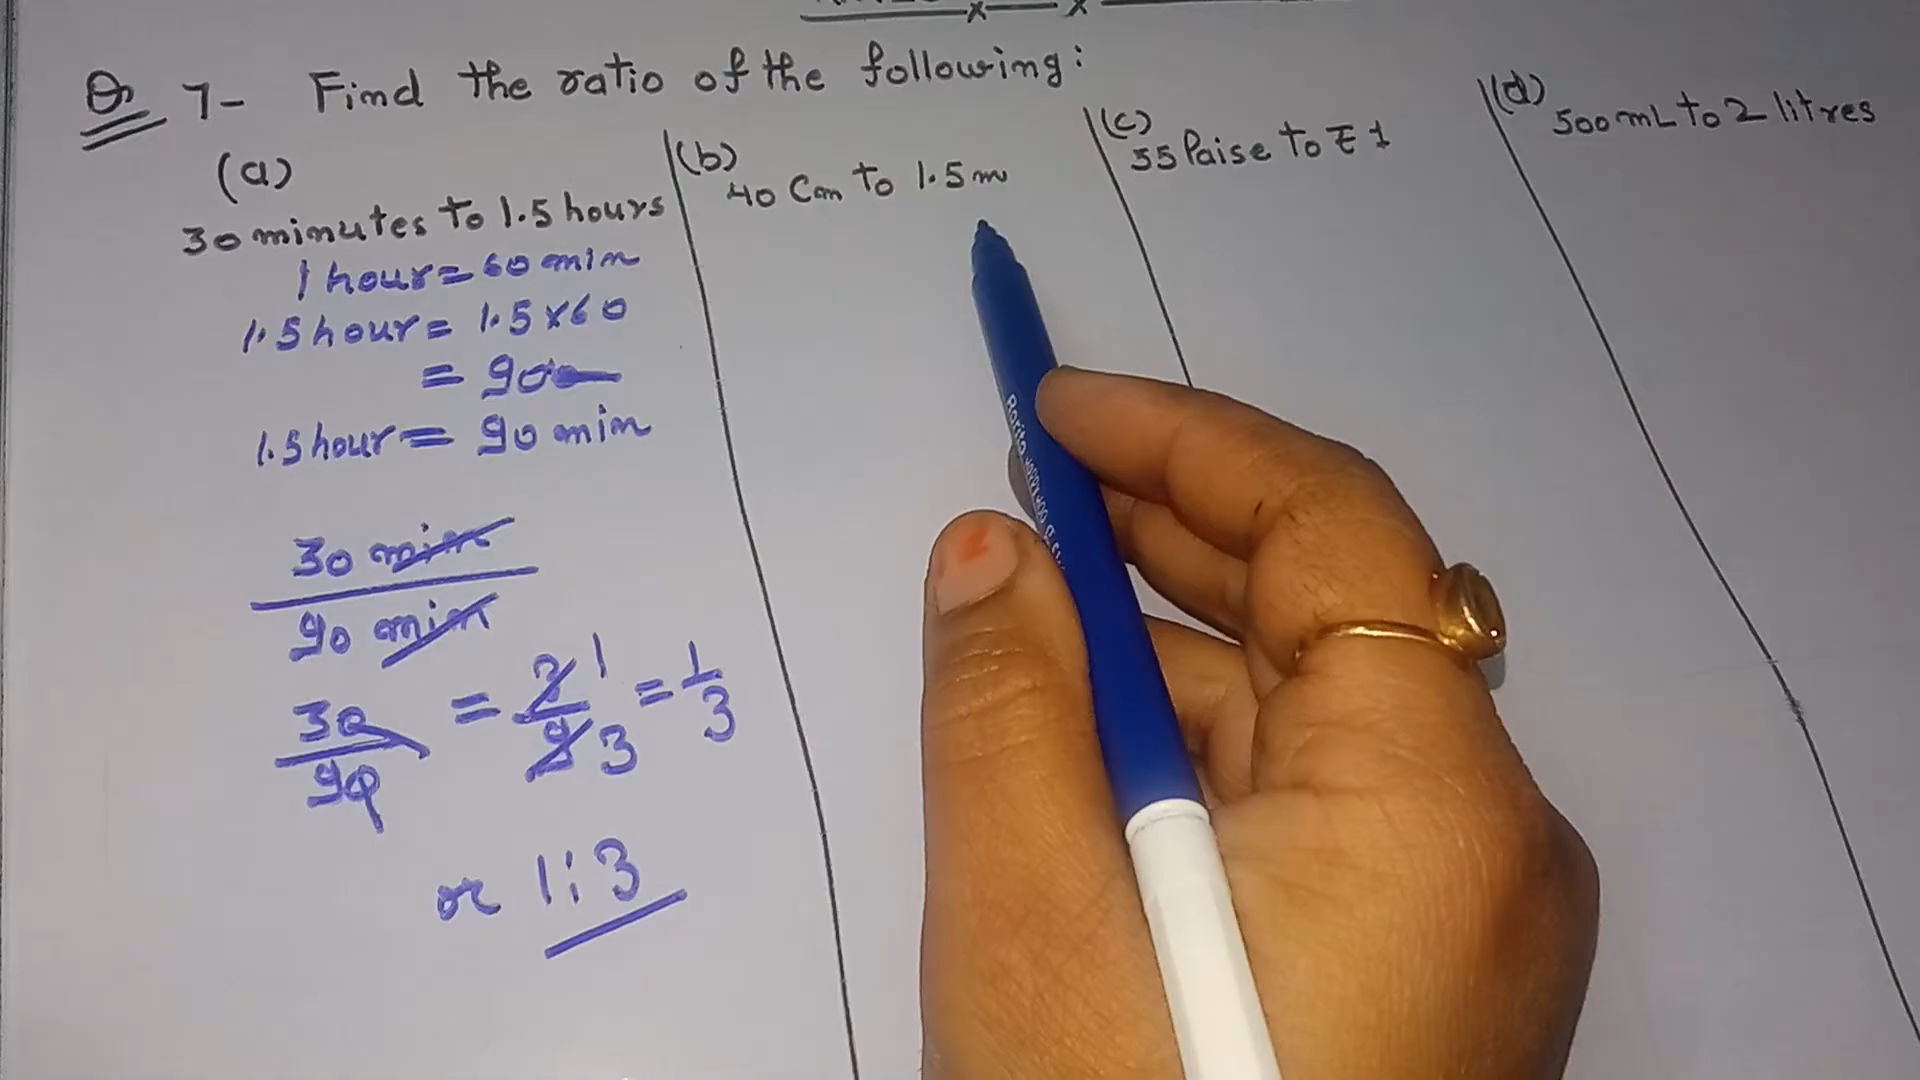 Q 7- Find the ratio of the following:
(a)
30 minutes to 1.5 hours
1 hour = 60 min
1.5 hour = 1.5 x 60
= 90
1.5 hour = 90 min
30 min
90 min
30 = 3 1 = 1
90 9 3 3
or 1:3
(b)
40 Cm to 1.5 m
(c)
55 Paise to ₹ 1
(d)
500 mL to 2 litres